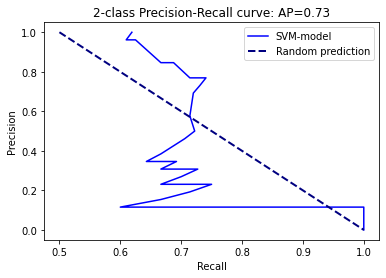 2-class Precision-Recall curve: AP=0.73
SVM-model
Random prediction
Precision
1.0
0.8
0.6
0.4
0.2
0.0
0.5 0.6 0.7 0.8 0.9 1.0
Recall